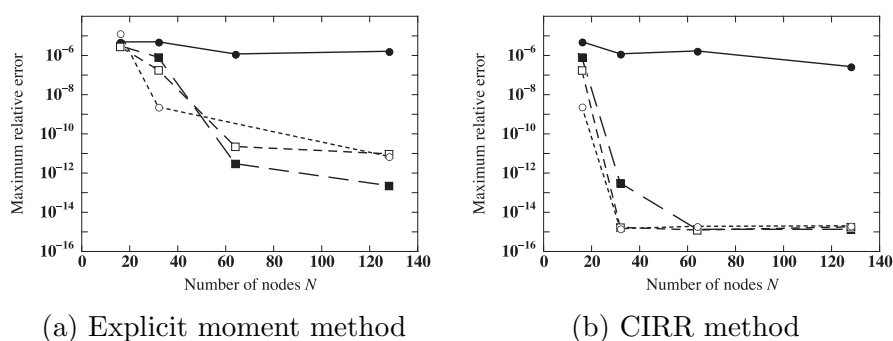 10⁻⁶
10⁻⁸
10⁻¹⁰
10⁻¹²
10⁻¹⁴
10⁻¹⁶
Maximum relative error
0 20 40 60 80 100 120 140
Number of nodes N
(a) Explicit moment method
10⁻⁶
10⁻⁸
10⁻¹⁰
10⁻¹²
10⁻¹⁴
10⁻¹⁶
Maximum relative error
0 20 40 60 80 100 120 140
Number of nodes N
(b) CIRR method